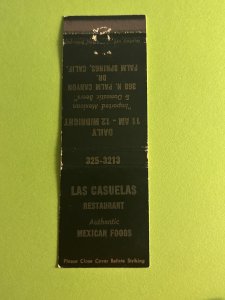 LAS CASUELAS
RESTAURANT
Authentic
MEXICAN FOODS
Please Close Cover Before Striking
325-3213
DAILY
11 AM - 12 MIDNIGHT
"Imported Mexican
& Domestic Beers"
368 N. PALM CANYON
DR.
PALM SPRINGS, CALIF.